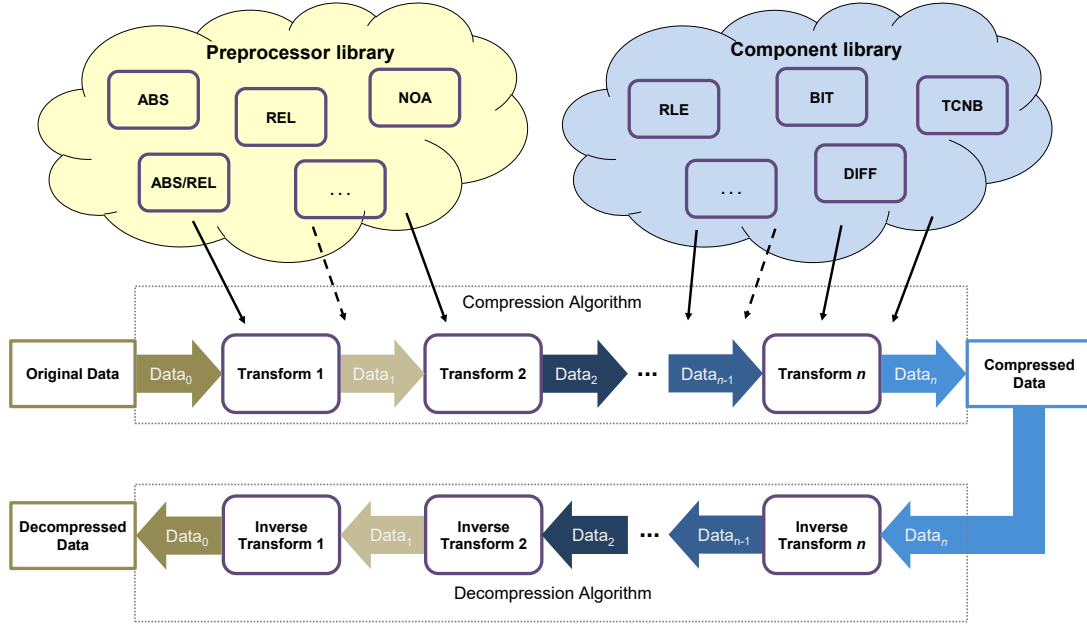 Preprocessor library
ABS
REL
NOA
ABS/REL
...
Component library
RLE
BIT
TCNB
...
DIFF
Compression Algorithm
Original Data
Data0
Transform 1
Data1
Transform 2
Data2
...
Datan-1
Transform n
Datan
Compressed
Data
Decompressed
Data
Data0
Inverse
Transform 1
Data1
Inverse
Transform 2
Data2
...
Datan-1
Inverse
Transform n
Datan
Decompression Algorithm